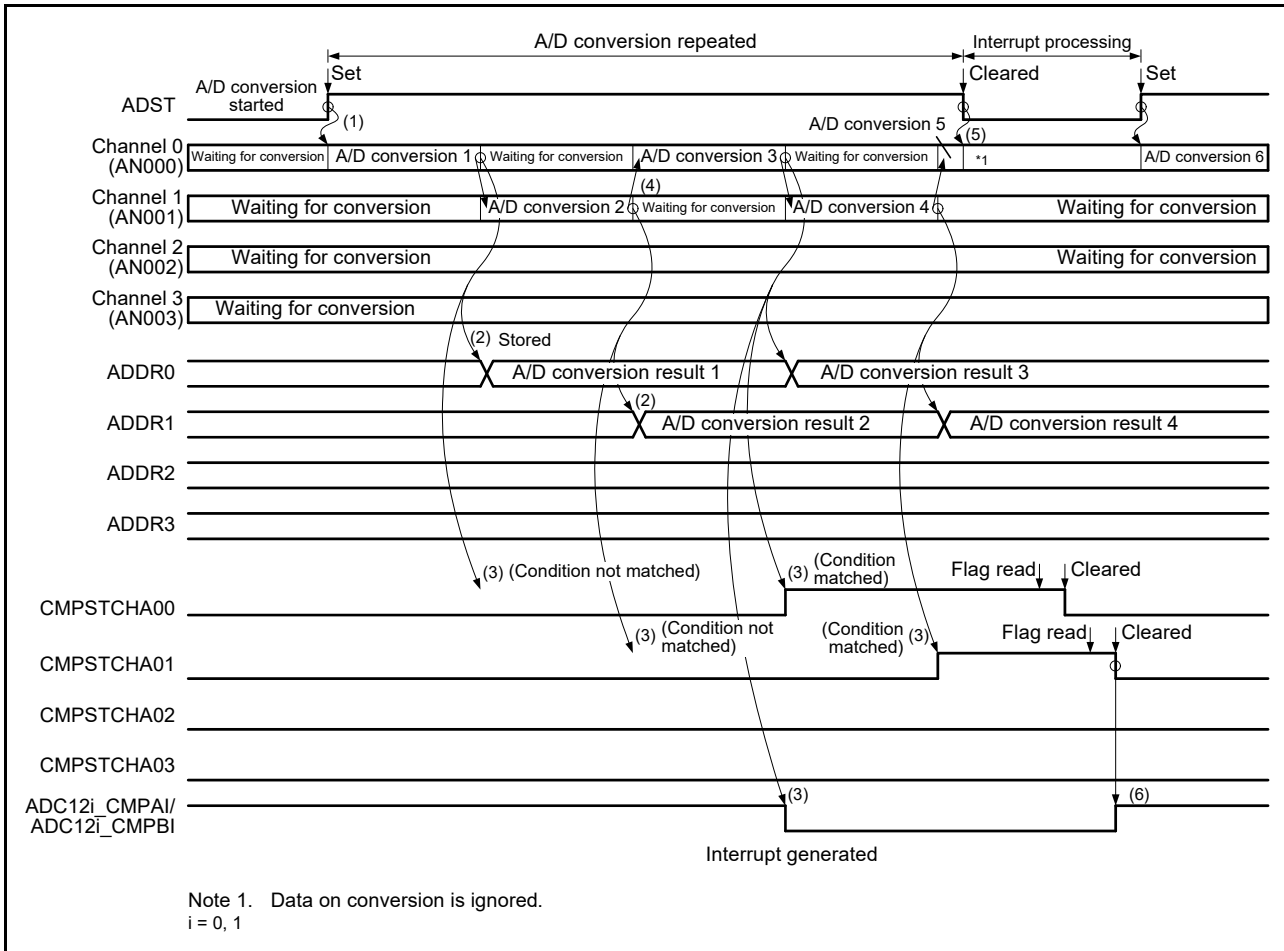 A/D conversion repeated
Interrupt processing
Set
Cleared
Set
A/D conversion
started
ADST
(1)
A/D conversion 5
(5)
Channel 0
(AN000)
Waiting for conversion
A/D conversion 1
Waiting for conversion
A/D conversion 3
Waiting for conversion
*1
A/D conversion 6
(4)
Channel 1
(AN001)
Waiting for conversion
A/D conversion 2
Waiting for conversion
A/D conversion 4
Waiting for conversion
Channel 2
(AN002)
Waiting for conversion
Waiting for conversion
Channel 3
(AN003)
Waiting for conversion
(2) Stored
ADDR0
A/D conversion result 1
A/D conversion result 3
(2)
ADDR1
A/D conversion result 2
A/D conversion result 4
ADDR2
ADDR3
(3) (Condition not matched)
(3) (Condition
matched)
Flag read
Cleared
CMPSTCHA00
(3) (Condition not
matched)
(Condition
matched)
(3)
Flag read
Cleared
CMPSTCHA01
CMPSTCHA02
CMPSTCHA03
ADC12i_CMPAI/
ADC12i_CMPBI
(3)
(6)
Interrupt generated
Note 1. Data on conversion is ignored.
i = 0, 1